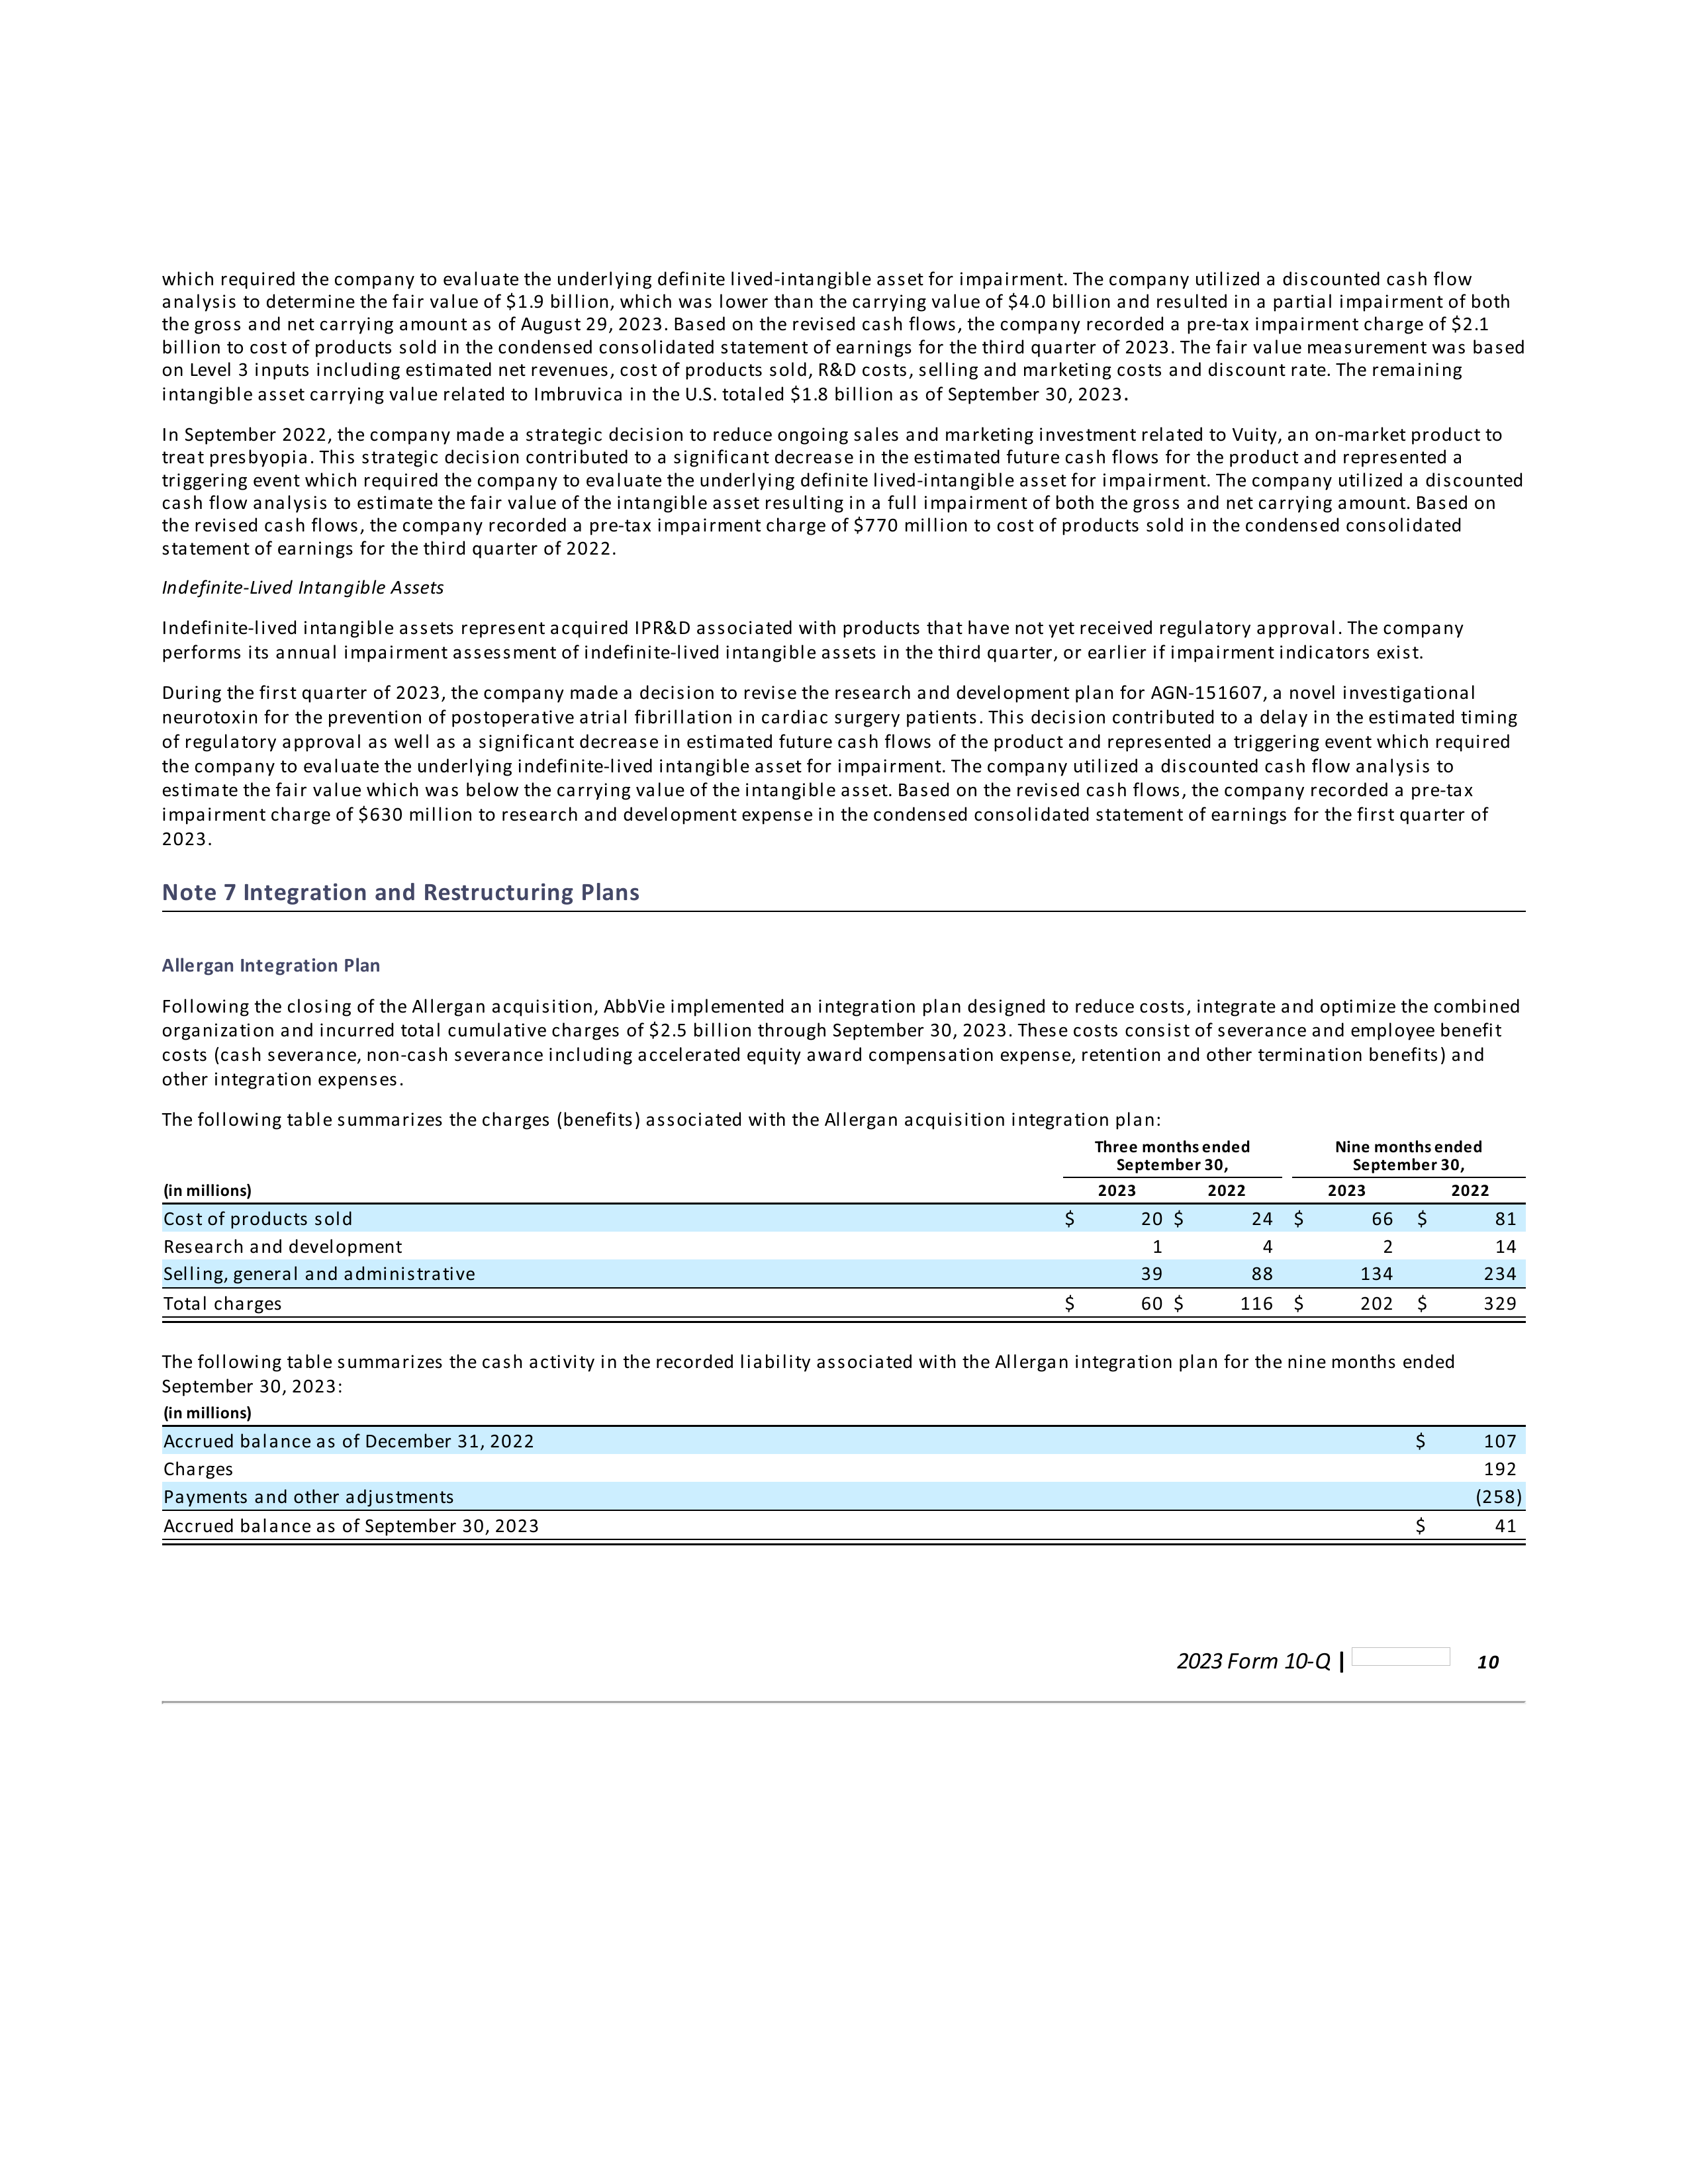 which required the company to evaluate the underlying definite lived-intangible asset for impairment. The company utilized a discounted cash flow
analysis to determine the fair value of $1.9 billion, which was lower than the carrying value of $4.0 billion and resulted in a partial impairment of both
the gross and net carrying amount as of August 29, 2023. Based on the revised cash flows, the company recorded a pre-tax impairment charge of $2.1
billion to cost of products sold in the condensed consolidated statement of earnings for the third quarter of 2023. The fair value measurement was based
on Level 3 inputs including estimated net revenues, cost of products sold, R&D costs, selling and marketing costs and discount rate. The remaining
intangible asset carrying value related to Imbruvica in the U.S. totaled $1.8 billion as of September 30, 2023.
In September 2022, the company made a strategic decision to reduce ongoing sales and marketing investment related to Vuity, an on-market product to
treat presbyopia. This strategic decision contributed to a significant decrease in the estimated future cash flows for the product and represented a
triggering event which required the company to evaluate the underlying definite lived-intangible asset for impairment. The company utilized a discounted
cash flow analysis to estimate the fair value of the intangible asset resulting in a full impairment of both the gross and net carrying amount. Based on
the revised cash flows, the company recorded a pre-tax impairment charge of $770 million to cost of products sold in the condensed consolidated
statement of earnings for the third quarter of 2022.
Indefinite-Lived Intangible Assets
Indefinite-lived intangible assets represent acquired IPR&D associated with products that have not yet received regulatory approval. The company
performs its annual impairment assessment of indefinite-lived intangible assets in the third quarter, or earlier if impairment indicators exist.
During the first quarter of 2023, the company made a decision to revise the research and development plan for AGN-151607, a novel investigational
neurotoxin for the prevention of postoperative atrial fibrillation in cardiac surgery patients. This decision contributed to a delay in the estimated timing
of regulatory approval as well as a significant decrease in estimated future cash flows of the product and represented a triggering event which required
the company to evaluate the underlying indefinite-lived intangible asset for impairment. The company utilized a discounted cash flow analysis to
estimate the fair value which was below the carrying value of the intangible asset. Based on the revised cash flows, the company recorded a pre-tax
impairment charge of $630 million to research and development expense in the condensed consolidated statement of earnings for the first quarter of
2023.
Note 7 Integration and Restructuring Plans
Allergan Integration Plan
Following the closing of the Allergan acquisition, AbbVie implemented an integration plan designed to reduce costs, integrate and optimize the combined
organization and incurred total cumulative charges of $2.5 billion through September 30, 2023. These costs consist of severance and employee benefit
costs (cash severance, non-cash severance including accelerated equity award compensation expense, retention and other termination benefits) and
other integration expenses.
The following table summarizes the charges (benefits) associated with the Allergan acquisition integration plan:
Three months ended Nine months ended
September 30, September 30,
(in millions) 2023 2022 2023 2022
Cost of products sold $ 20 $ 24 $ 66 $ 81
Research and development 1 4 2 14
Selling, general and administrative 39 88 134 234
Total charges $ 60 $ 116 $ 202 $ 329
The following table summarizes the cash activity in the recorded liability associated with the Allergan integration plan for the nine months ended
September 30, 2023:
(in millions)
Accrued balance as of December 31, 2022 $ 107
Charges 192
Payments and other adjustments (258)
Accrued balance as of September 30, 2023 $ 41
2023 Form 10-Q | 10